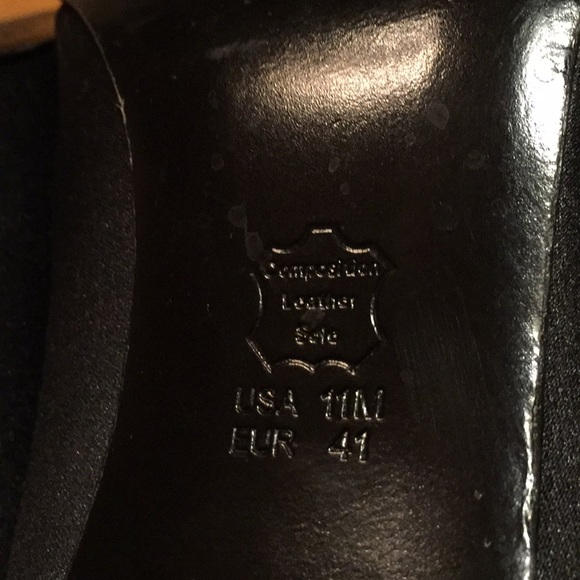 Composition
Leather
Sole
USA 11M
EUR 41